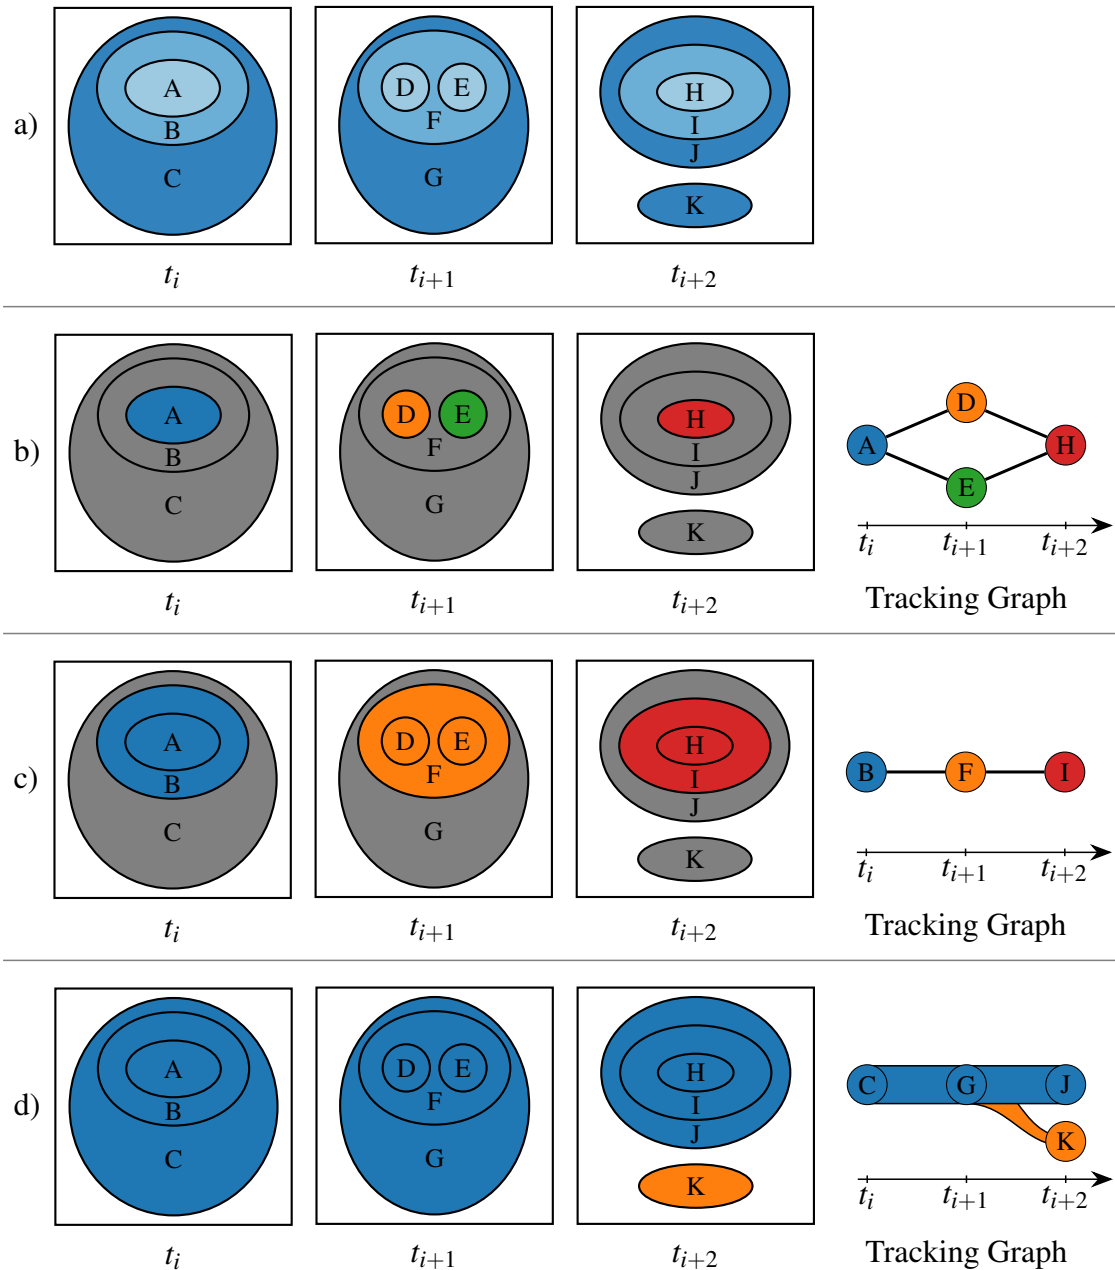 a)
A
B
C
D
E
F
G
H
I
J
K
t_i
t_{i+1}
t_{i+2}
b)
A
B
C
D
E
F
G
H
I
J
K
D
A
H
E
t_i
t_{i+1}
t_{i+2}
t_i
t_{i+1}
t_{i+2}
Tracking Graph
c)
A
B
C
D
E
F
G
H
I
J
K
B
F
I
t_i
t_{i+1}
t_{i+2}
t_i
t_{i+1}
t_{i+2}
Tracking Graph
d)
A
B
C
D
E
F
G
H
I
J
K
C
G
J
K
t_i
t_{i+1}
t_{i+2}
t_i
t_{i+1}
t_{i+2}
Tracking Graph